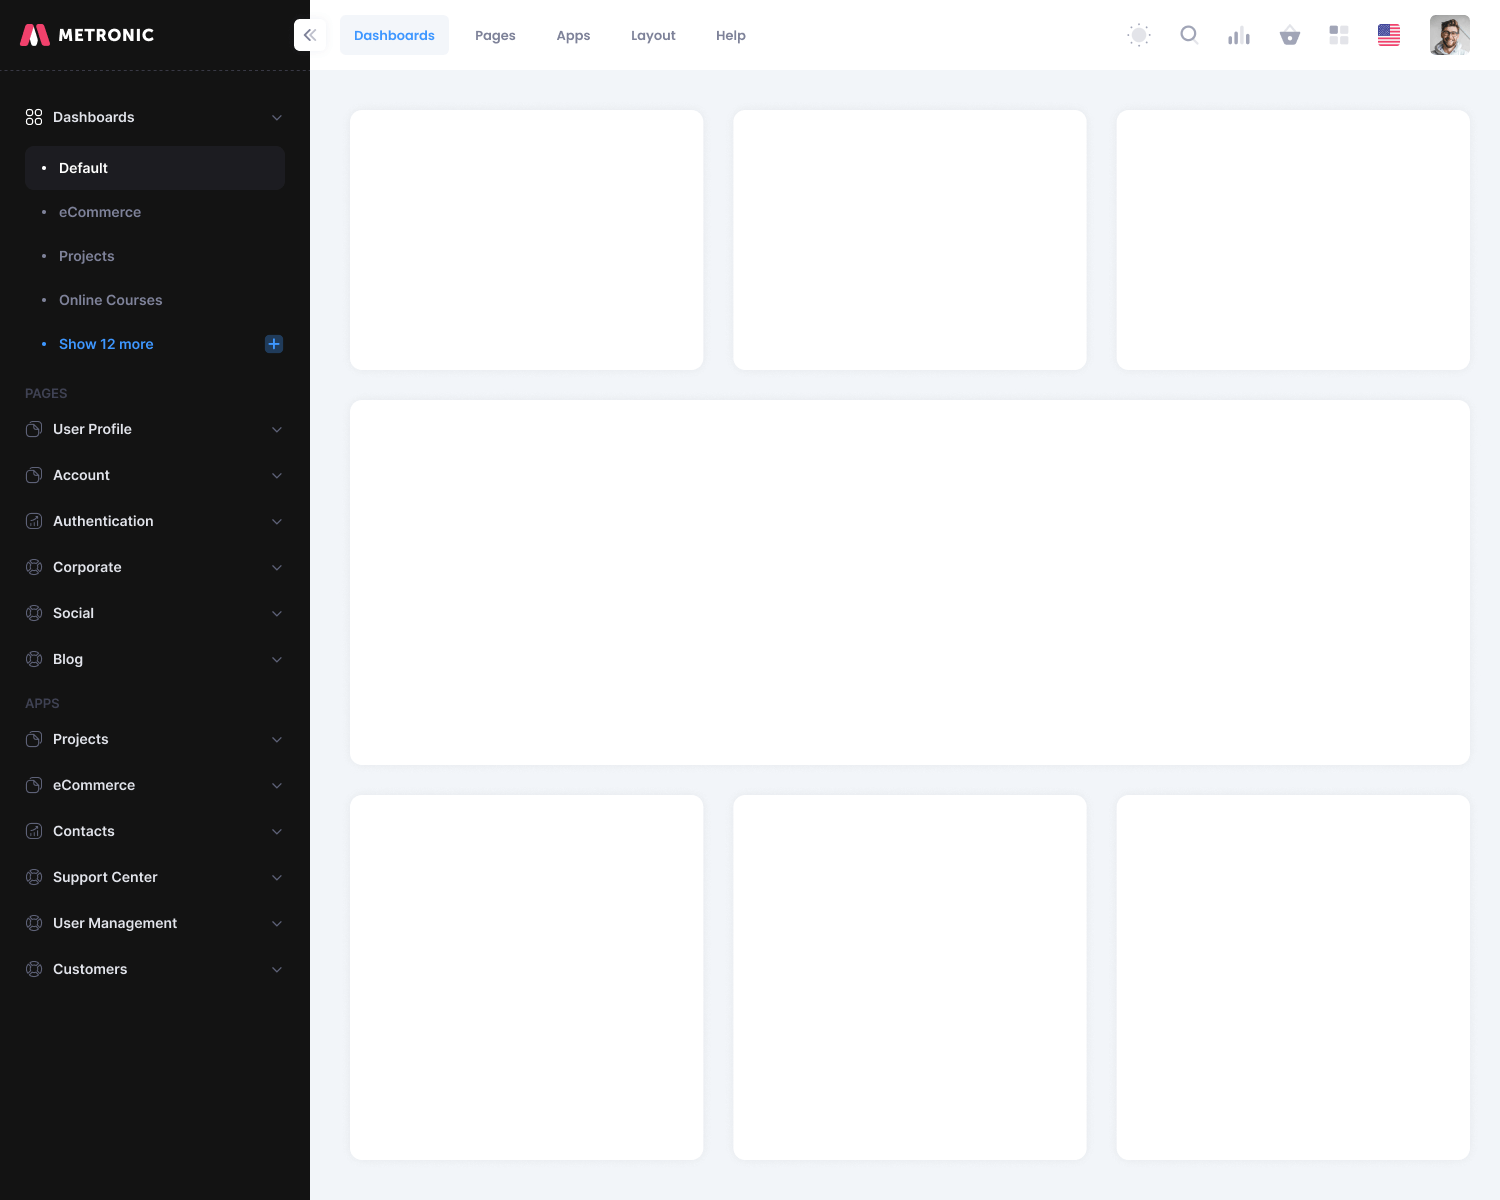 METRONIC
Dashboards
Default
eCommerce
Projects
Online Courses
Show 12 more
PAGES
User Profile
Account
Authentication
Corporate
Social
Blog
APPS
Projects
eCommerce
Contacts
Support Center
User Management
Customers
Dashboards Pages Apps Layout Help